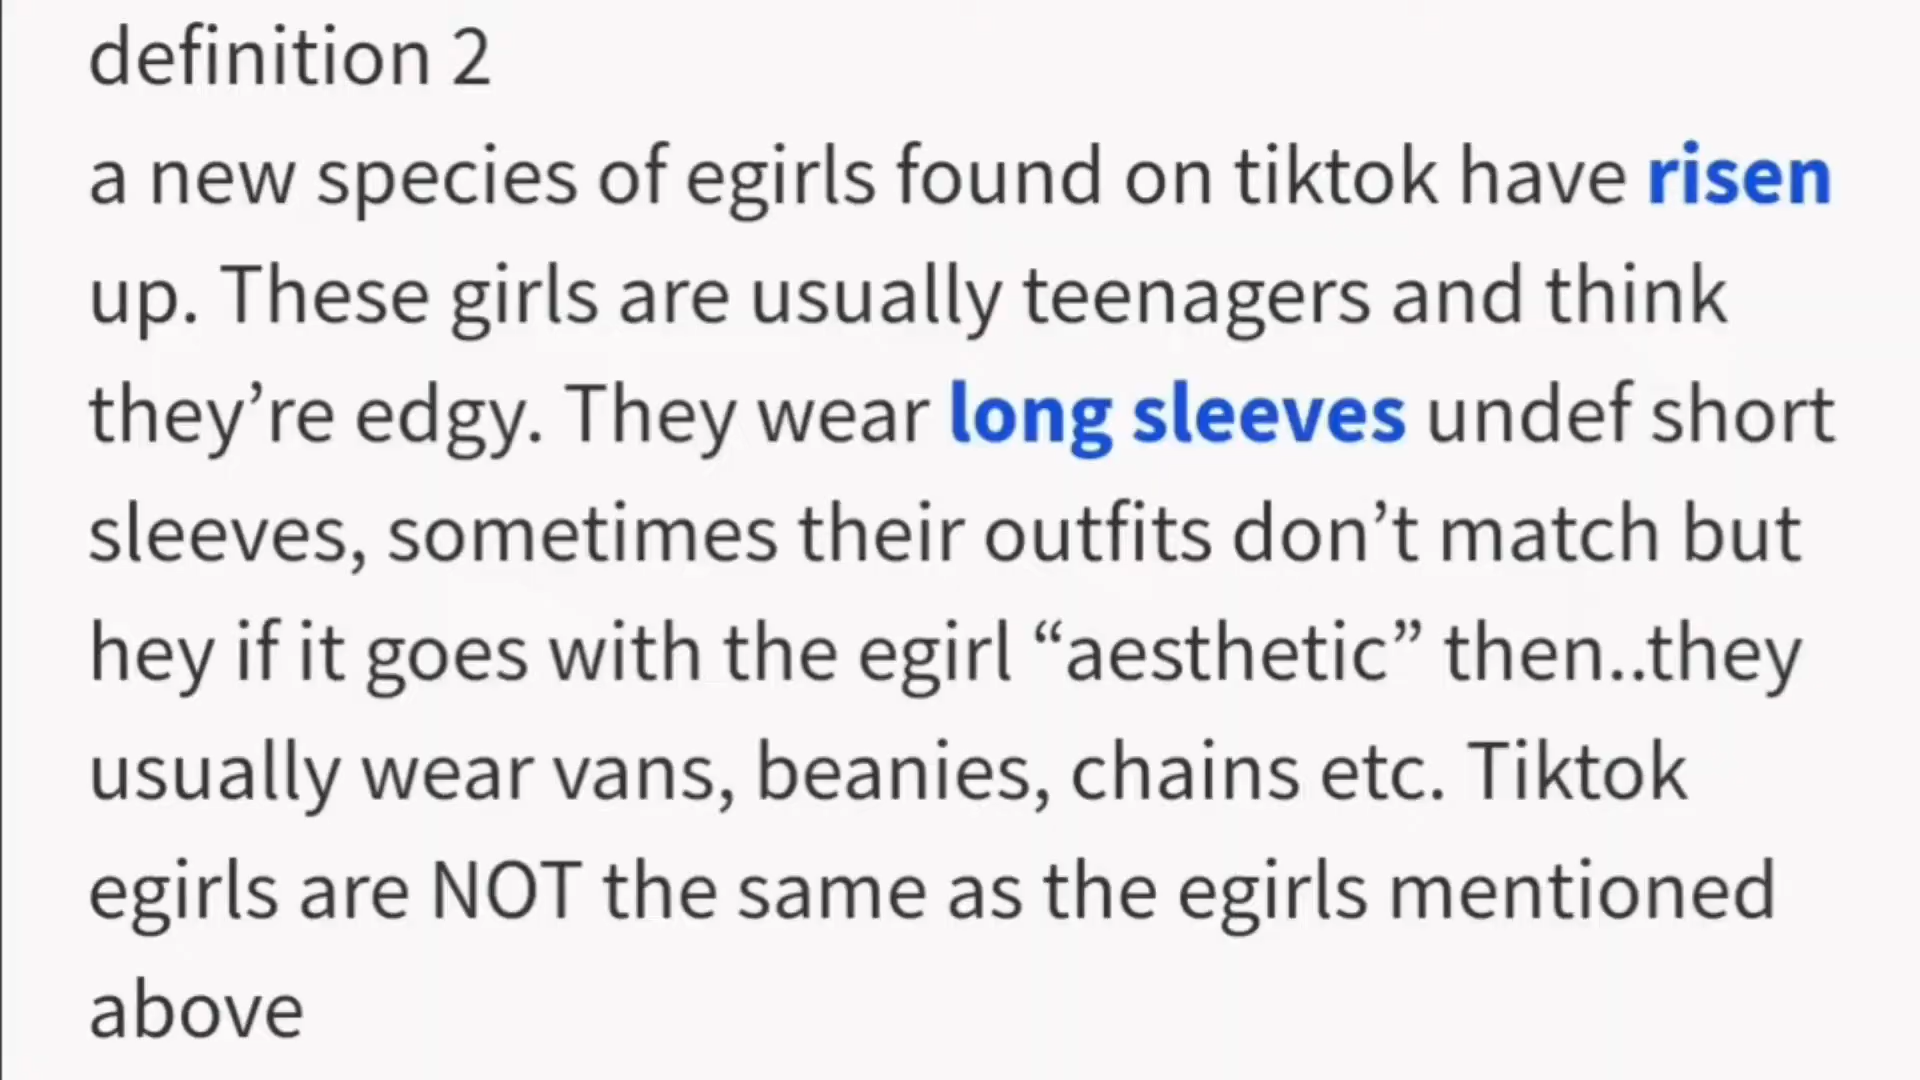 definition 2
a new species of egirls found on tiktok have risen
up. These girls are usually teenagers and think
they’re edgy. They wear long sleeves undef short
sleeves, sometimes their outfits don’t match but
hey if it goes with the egirl “aesthetic” then..they
usually wear vans, beanies, chains etc. Tiktok
egirls are NOT the same as the egirls mentioned
above